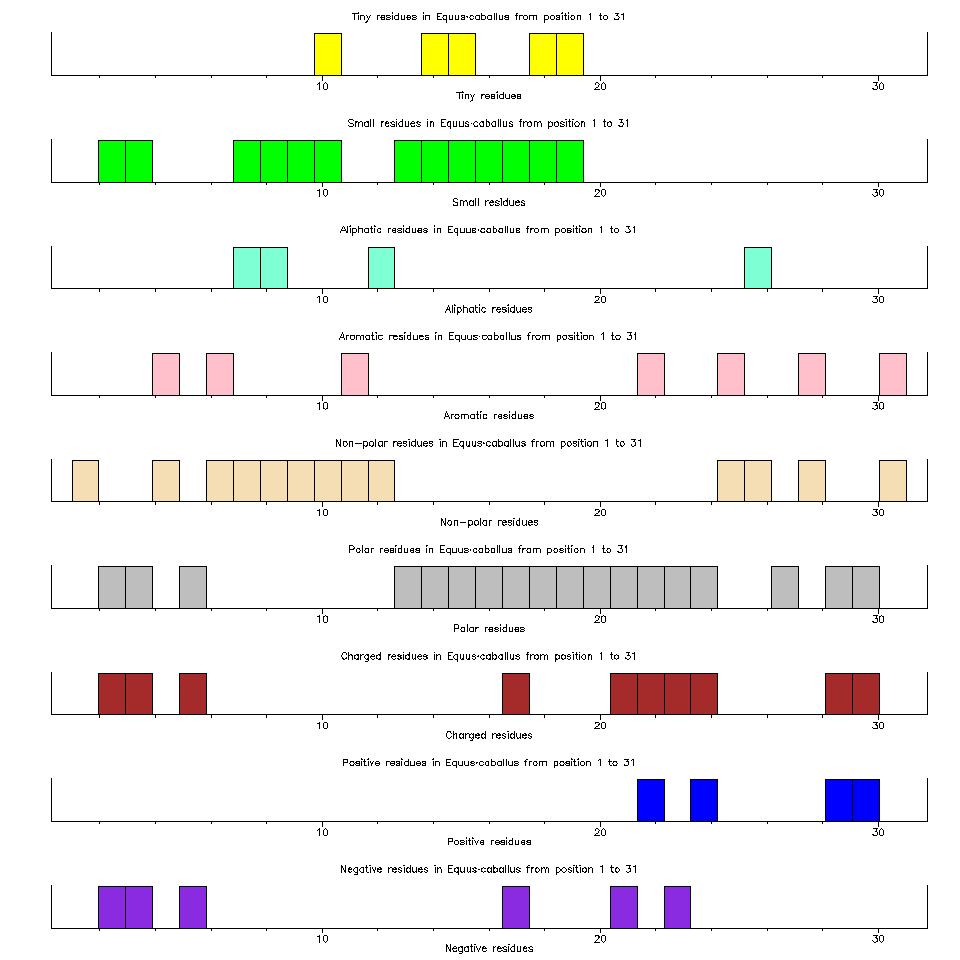 Tiny residues in Equus-caballus from position 1 to 31
10 20 30
Tiny residues
Small residues in Equus-caballus from position 1 to 31
10 20 30
Small residues
Aliphatic residues in Equus-caballus from position 1 to 31
10 20 30
Aliphatic residues
Aromatic residues in Equus-caballus from position 1 to 31
10 20 30
Aromatic residues
Non-polar residues in Equus-caballus from position 1 to 31
10 20 30
Non-polar residues
Polar residues in Equus-caballus from position 1 to 31
10 20 30
Polar residues
Charged residues in Equus-caballus from position 1 to 31
10 20 30
Charged residues
Positive residues in Equus-caballus from position 1 to 31
10 20 30
Positive residues
Negative residues in Equus-caballus from position 1 to 31
10 20 30
Negative residues